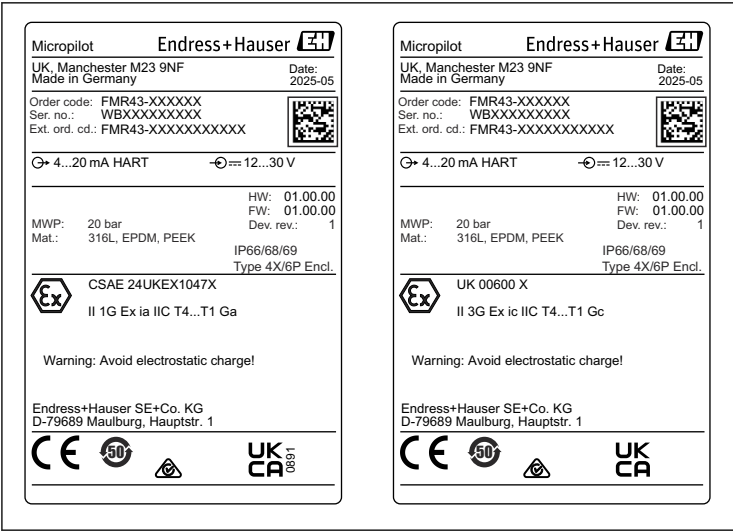 Micropilot Endress+Hauser EH
UK, Manchester M23 9NF
Made in Germany
Date:
2025-05
Order code: FMR43-XXXXXX
Ser. no.: WBXXXXXXXXX
Ext. ord. cd.: FMR43-XXXXXXXXXXX
4...20 mA HART 12...30 V
HW: 01.00.00
FW: 01.00.00
Dev. rev.: 1
MWP: 20 bar
Mat.: 316L, EPDM, PEEK
IP66/68/69
Type 4X/6P Encl.
Ex CSAE 24UKEX1047X
II 1G Ex ia IIC T4...T1 Ga
Warning: Avoid electrostatic charge!
Endress+Hauser SE+Co. KG
D-79689 Maulburg, Hauptstr. 1
CE 50 UK CA 0891
Micropilot Endress+Hauser EH
UK, Manchester M23 9NF
Made in Germany
Date:
2025-05
Order code: FMR43-XXXXXX
Ser. no.: WBXXXXXXXXX
Ext. ord. cd.: FMR43-XXXXXXXXXXX
4...20 mA HART 12...30 V
HW: 01.00.00
FW: 01.00.00
Dev. rev.: 1
MWP: 20 bar
Mat.: 316L, EPDM, PEEK
IP66/68/69
Type 4X/6P Encl.
Ex UK 00600 X
II 3G Ex ic IIC T4...T1 Gc
Warning: Avoid electrostatic charge!
Endress+Hauser SE+Co. KG
D-79689 Maulburg, Hauptstr. 1
CE 50 UK CA